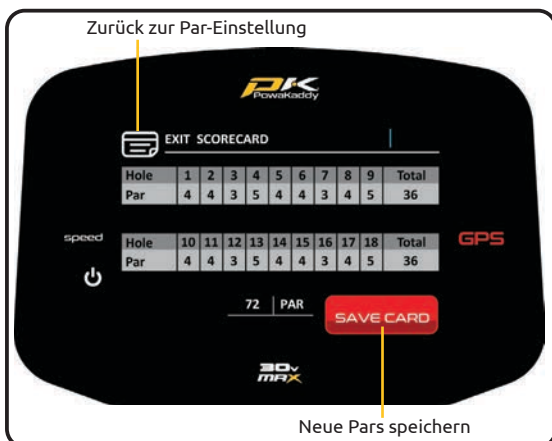 Zurück zur Par-Einstellung
PK
PowaKaddy
EXIT SCORECARD
Hole 1 2 3 4 5 6 7 8 9 Total
Par 4 4 3 5 4 4 3 4 5 36
speed
GPS
Hole 10 11 12 13 14 15 16 17 18 Total
Par 4 4 3 5 4 4 3 4 5 36
72 PAR
SAVE CARD
30v
MAX
Neue Pars speichern